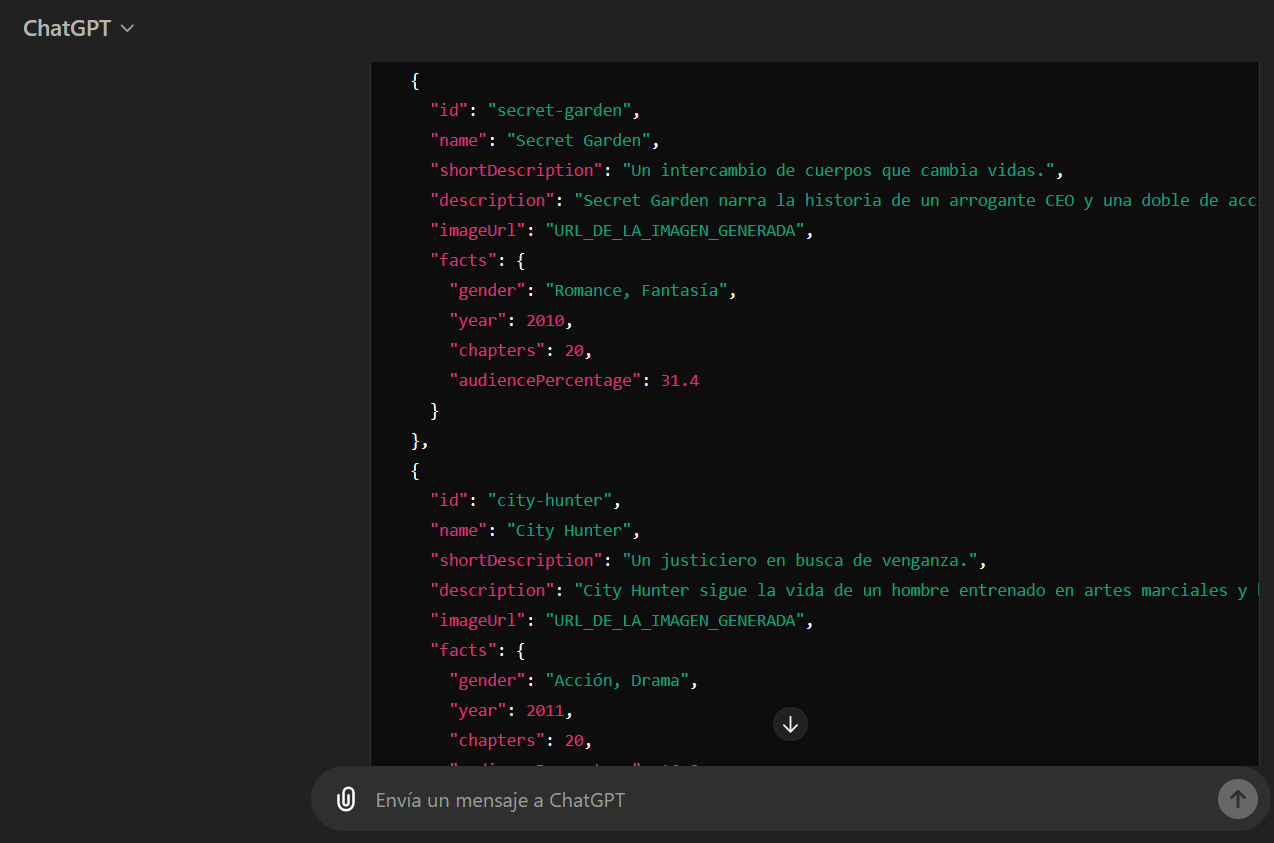 ChatGPT
{
"id": "secret-garden",
"name": "Secret Garden",
"shortDescription": "Un intercambio de cuerpos que cambia vidas.",
"description": "Secret Garden narra la historia de un arrogante CEO y una doble de
"imageUrl": "URL_DE_LA_IMAGEN_GENERADA",
"facts": {
"gender": "Romance, Fantasía",
"year": 2010,
"chapters": 20,
"audiencePercentage": 31.4
}
},
{
"id": "city-hunter",
"name": "City Hunter",
"shortDescription": "Un justiciero en busca de venganza.",
"description": "City Hunter sigue la vida de un hombre entrenado en artes marciales y
"imageUrl": "URL_DE_LA_IMAGEN_GENERADA",
"facts": {
"gender": "Acción, Drama",
"year": 2011,
"chapters": 20,
Envía un mensaje a ChatGPT